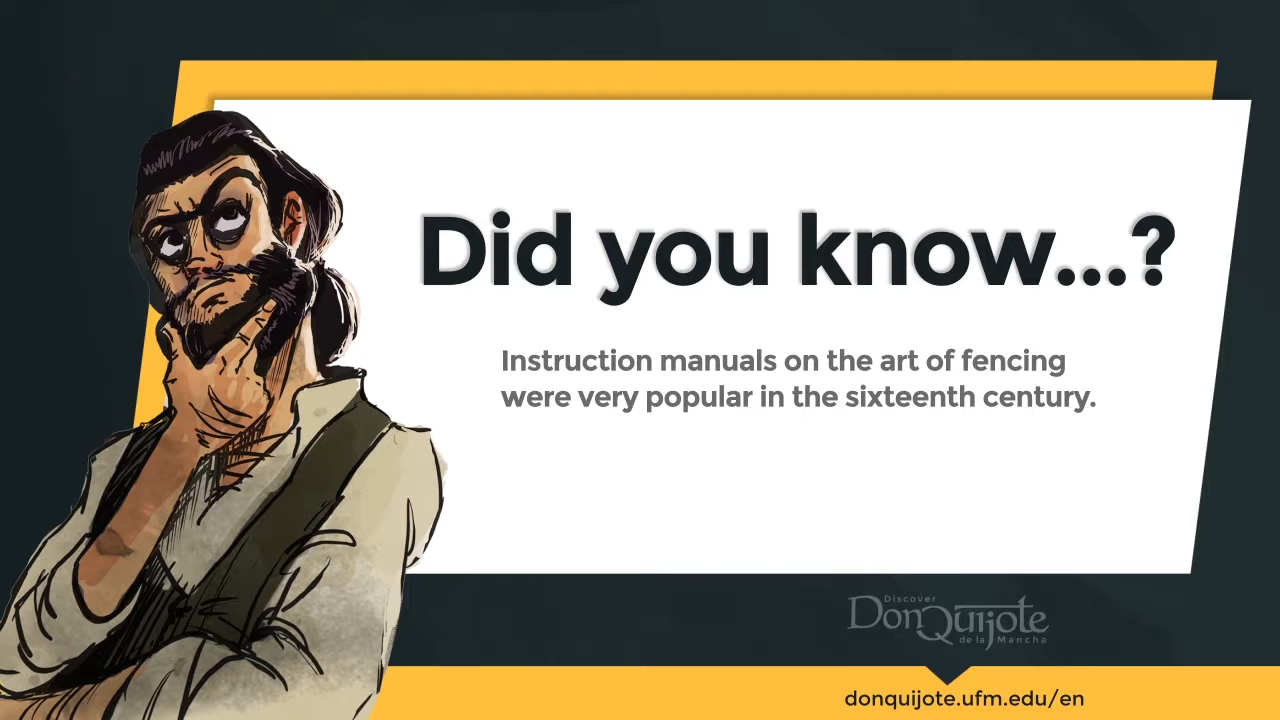 Did you know...?
Instruction manuals on the art of fencing
were very popular in the sixteenth century.
Discover
DonQuijote
de la Mancha
donquijote.ufm.edu/en